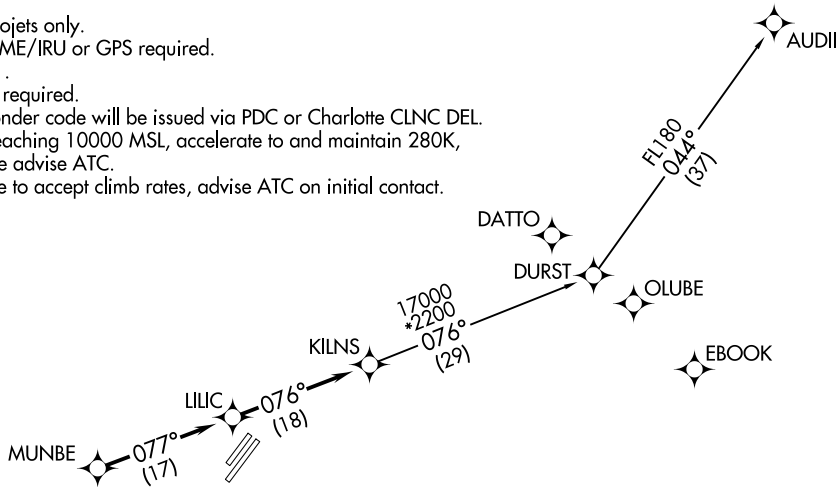 ojets only.
ME/IRU or GPS required.
.
required.
onder code will be issued via PDC or Charlotte CLNC DEL.
eaching 10000 MSL, accelerate to and maintain 280K,
e advise ATC.
e to accept climb rates, advise ATC on initial contact.
AUDII
FL180
044°
(37)
DATTO
DURST
OLUBE
17000
*2200
076°
(29)
KILNS
EBOOK
LILIC
076°
(18)
MUNBE
077°
(17)